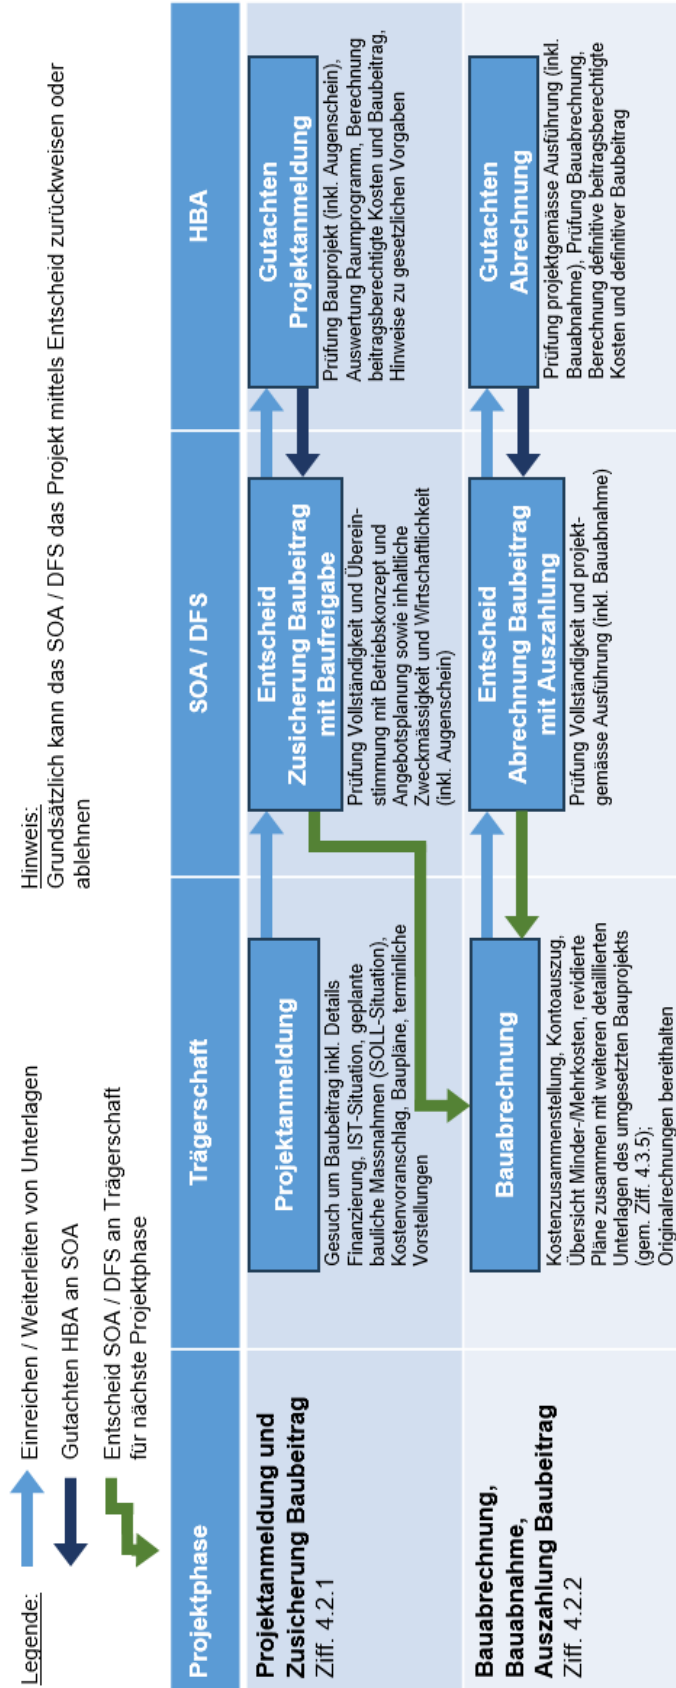 Legende:
Einreichen / Weiterleiten von Unterlagen
Gutachten HBA an SOA
Entscheid SOA / DFS an Trägerschaft
für nächste Projektphase
Hinweis:
Grundsätzlich kann das SOA / DFS das Projekt mittels Entscheid zurückweisen oder
ablehnen
Projektphase
Trägerschaft
SOA / DFS
HBA
Projektanmeldung und
Zusicherung Baubeitrag
Ziff. 4.2.1
Projektanmeldung
Gesuch um Baubeitrag inkl. Details
Finanzierung, IST-Situation, geplante
bauliche Massnahmen (SOLL-Situation),
Kostenvoranschlag, Baupläne, terminliche
Vorstellungen
Entscheid
Zusicherung Baubeitrag
mit Baufreigabe
Prüfung Vollständigkeit und Überein-
stimmung mit Betriebskonzept und
Angebotsplanung sowie inhaltliche
Zweckmässigkeit und Wirtschaftlichkeit
(inkl. Augenschein)
Gutachten
Projektanmeldung
Prüfung Bauprojekt (inkl. Augenschein),
Auswertung Raumprogramm, Berechnung
beitragsberechtigte Kosten und Baubeitrag,
Hinweise zu gesetzlichen Vorgaben
Bauabrechnung,
Bauabnahme,
Auszahlung Baubeitrag
Ziff. 4.2.2
Bauabrechnung
Kostenzusammenstellung, Kontoauszug,
Übersicht Minder-/Mehrkosten, revidierte
Pläne zusammen mit weiteren detaillierten
Unterlagen des umgesetzten Bauprojekts
(gem. Ziff. 4.3.5);
Originalrechnungen bereithalten
Entscheid
Abrechnung Baubeitrag
mit Auszahlung
Prüfung Vollständigkeit und projekt-
gemässe Ausführung (inkl. Bauabnahme)
Gutachten
Abrechnung
Prüfung projektgemässe Ausführung (inkl.
Bauabnahme), Prüfung Bauabrechnung,
Berechnung definitive beitragsberechtigte
Kosten und definitiver Baubeitrag